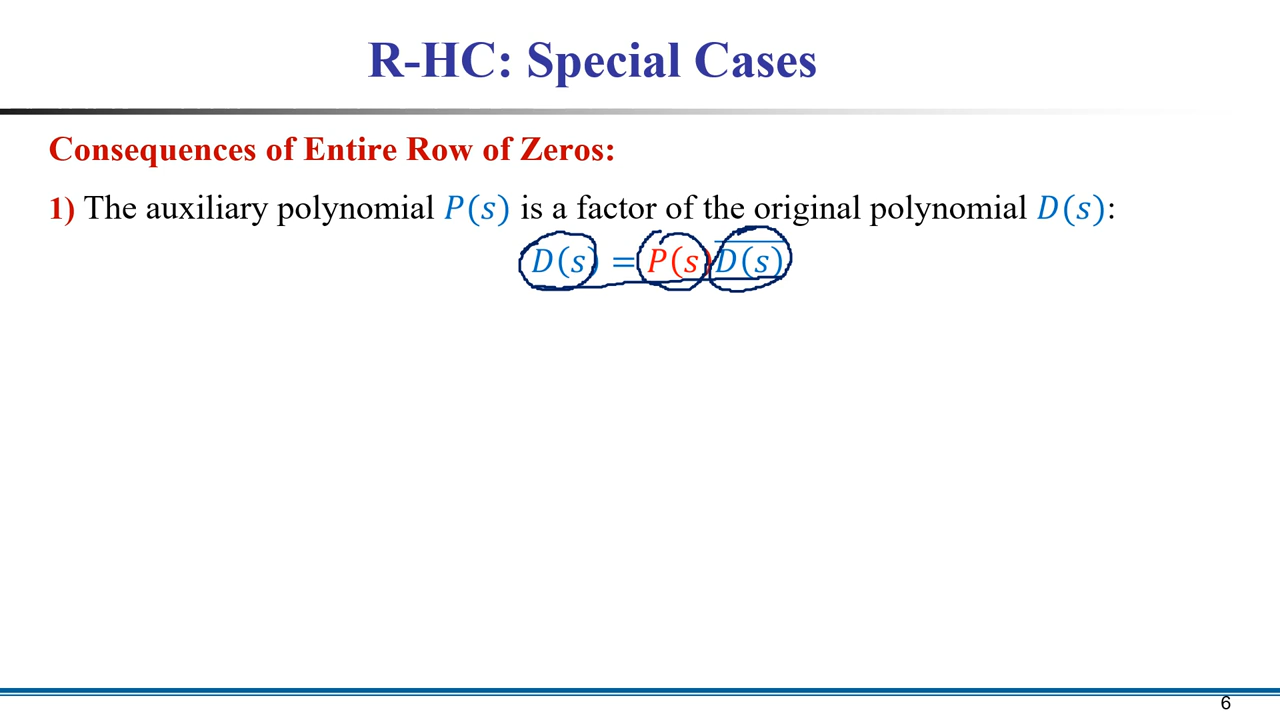 R-HC: Special Cases
Consequences of Entire Row of Zeros:
1) The auxiliary polynomial 𝑃(𝑠) is a factor of the original polynomial 𝐷(𝑠):
𝐷(𝑠) = 𝑃(𝑠)𝐷(𝑠)̅
6